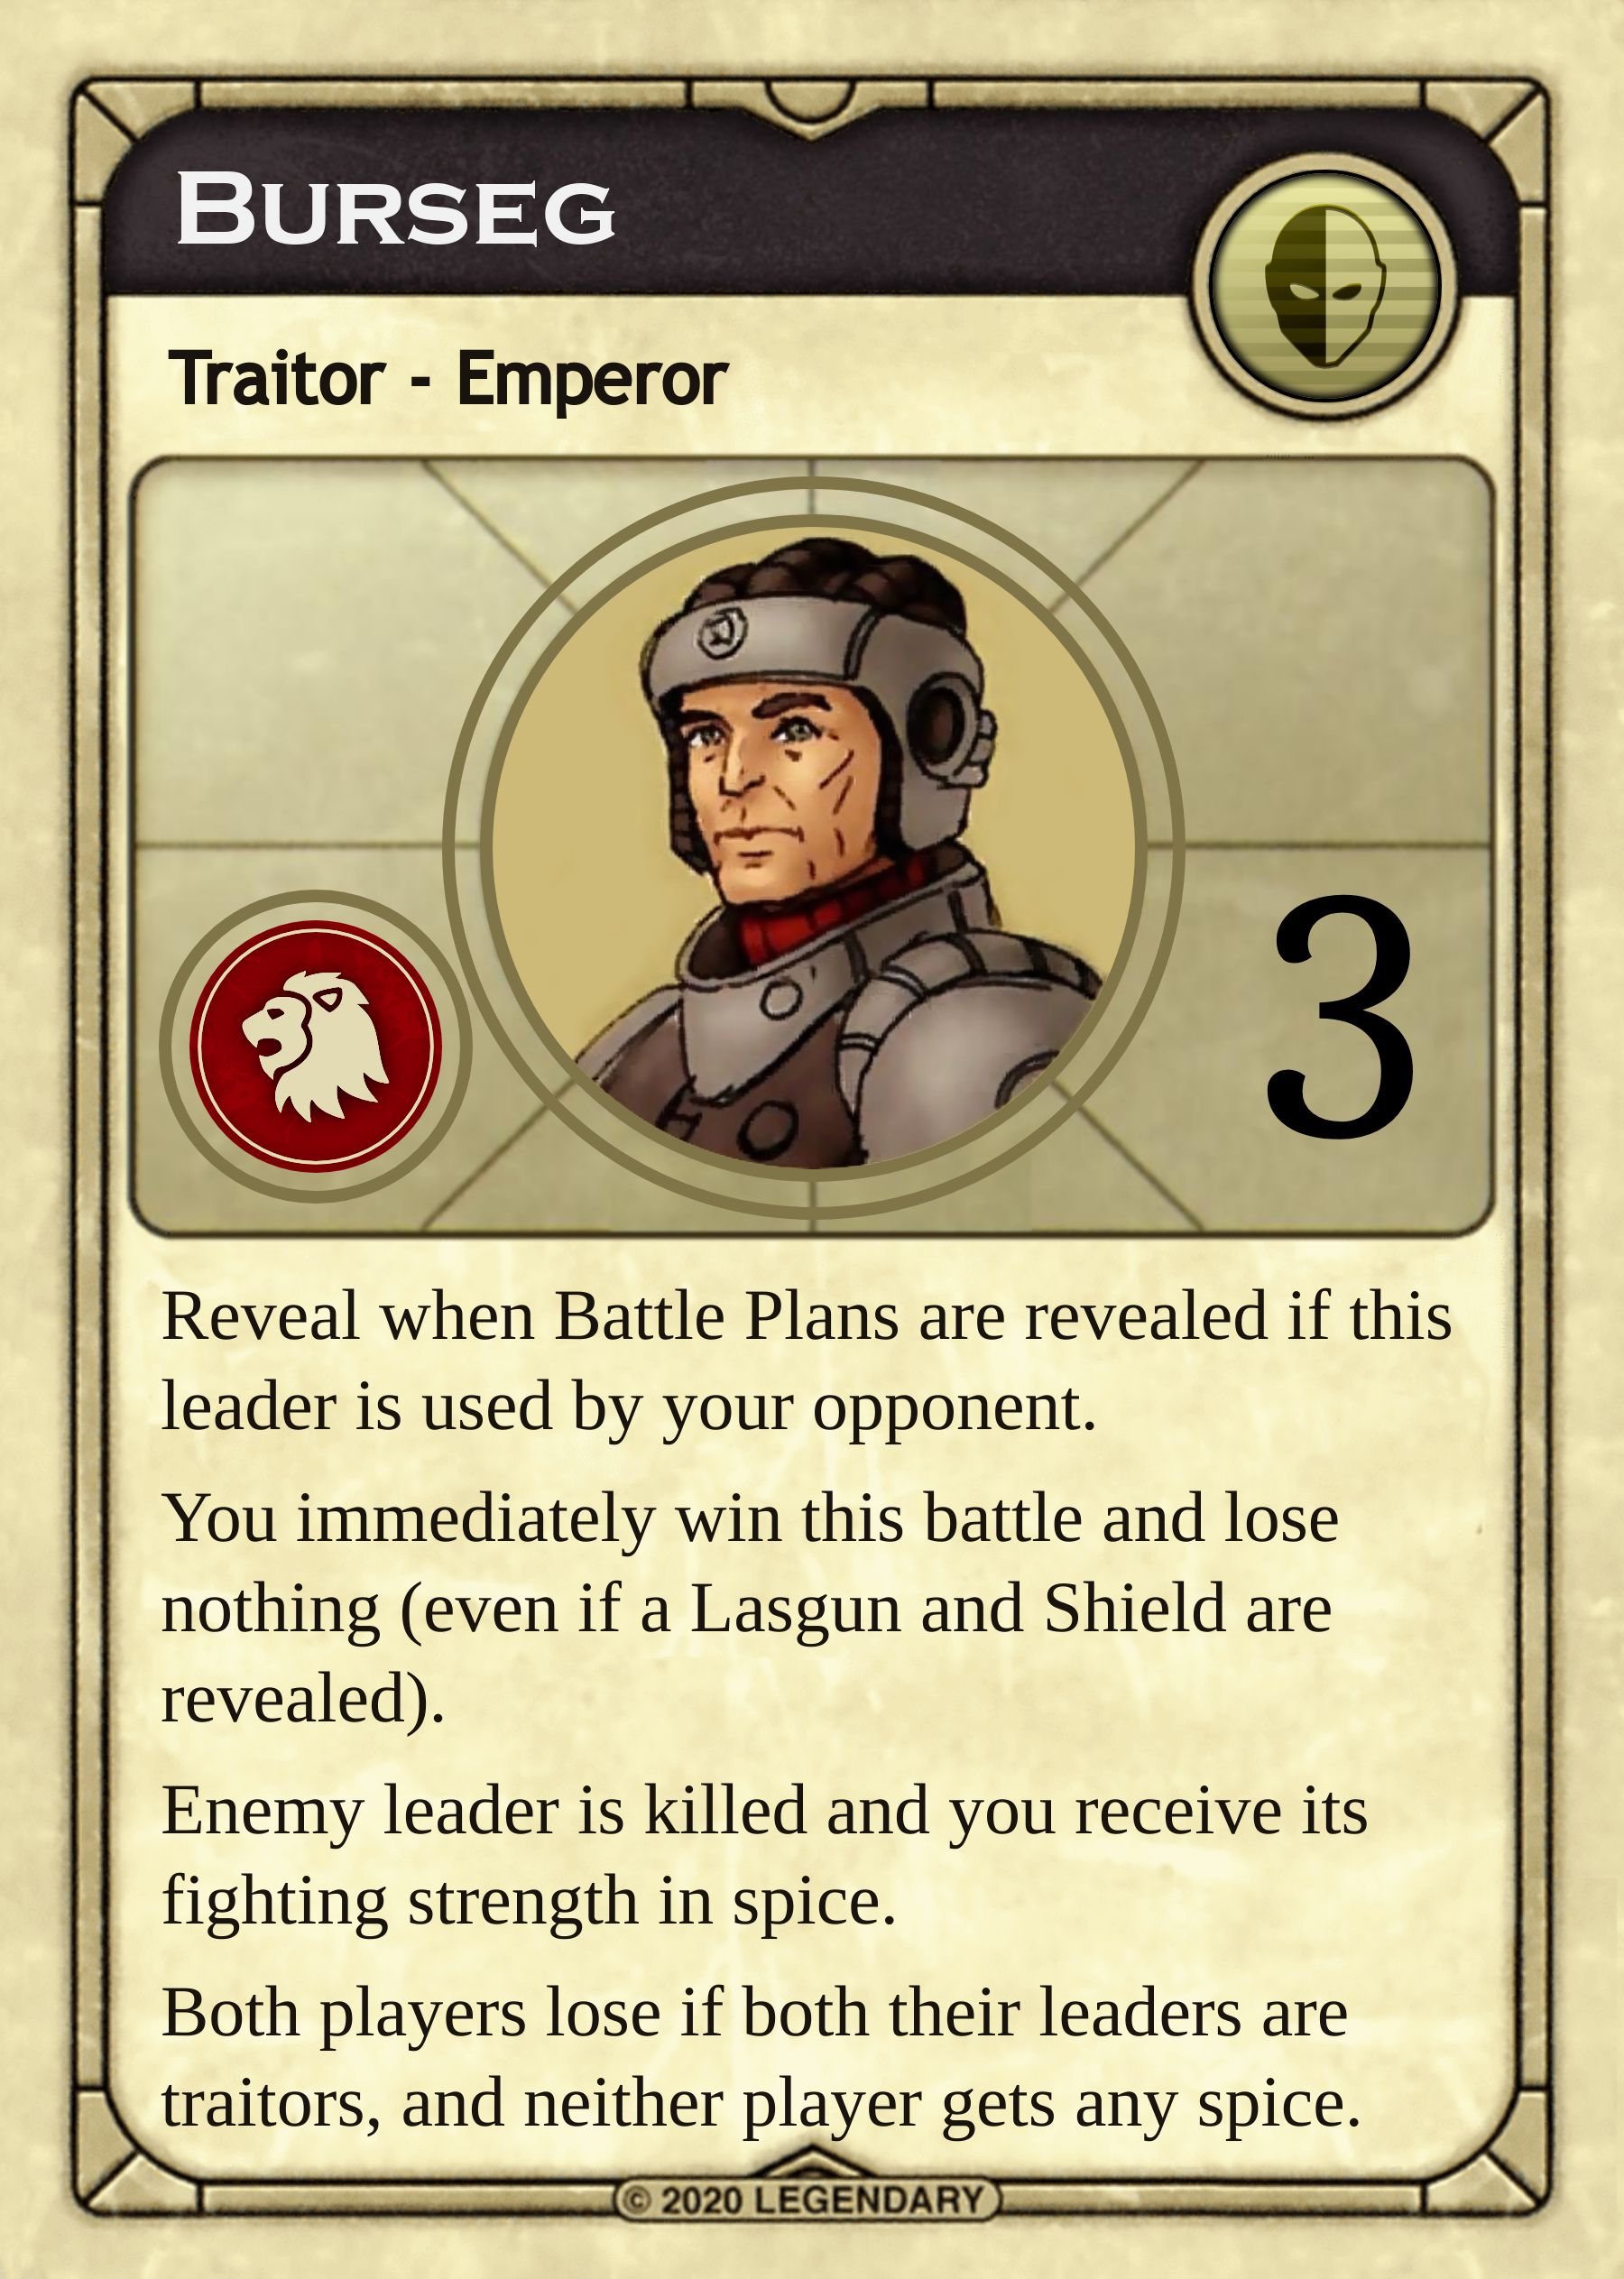 BURSEG
Traitor - Emperor
3
Reveal when Battle Plans are revealed if this
leader is used by your opponent.
You immediately win this battle and lose
nothing (even if a Lasgun and Shield are
revealed).
Enemy leader is killed and you receive its
fighting strength in spice.
Both players lose if both their leaders are
traitors, and neither player gets any spice.
© 2020 LEGENDARY